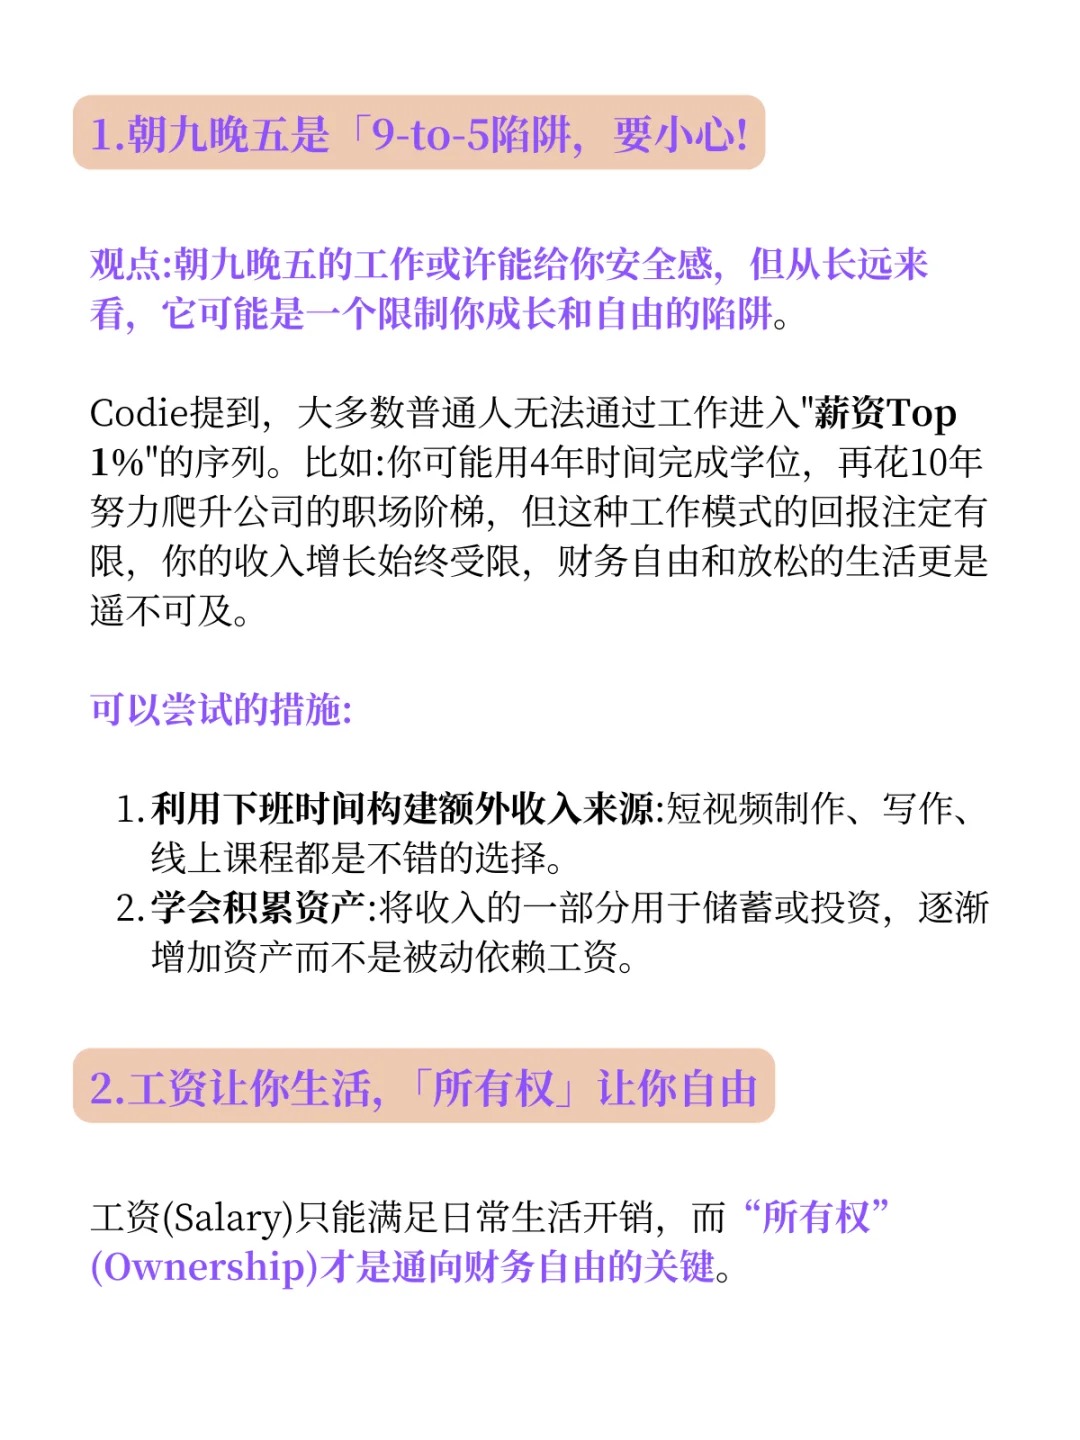 1.朝九晚五是「9-to-5陷阱，要小心!
观点:朝九晚五的工作或许能给你安全感，但从长远来
看，它可能是一个限制你成长和自由的陷阱。
Codie提到，大多数普通人无法通过工作进入"薪资Top
1%"的序列。比如:你可能用4年时间完成学位，再花10年
努力爬升公司的职场阶梯，但这种工作模式的回报注定有
限，你的收入增长始终受限，财务自由和放松的生活更是
遥不可及。
可以尝试的措施:
1. 利用下班时间构建额外收入来源:短视频制作、写作、
线上课程都是不错的选择。
2. 学会积累资产:将收入的一部分用于储蓄或投资，逐渐
增加资产而不是被动依赖工资。
2.工资让你生活，「所有权」让你自由
工资(Salary)只能满足日常生活开销，而“所有权”
(Ownership)才是通向财务自由的关键。